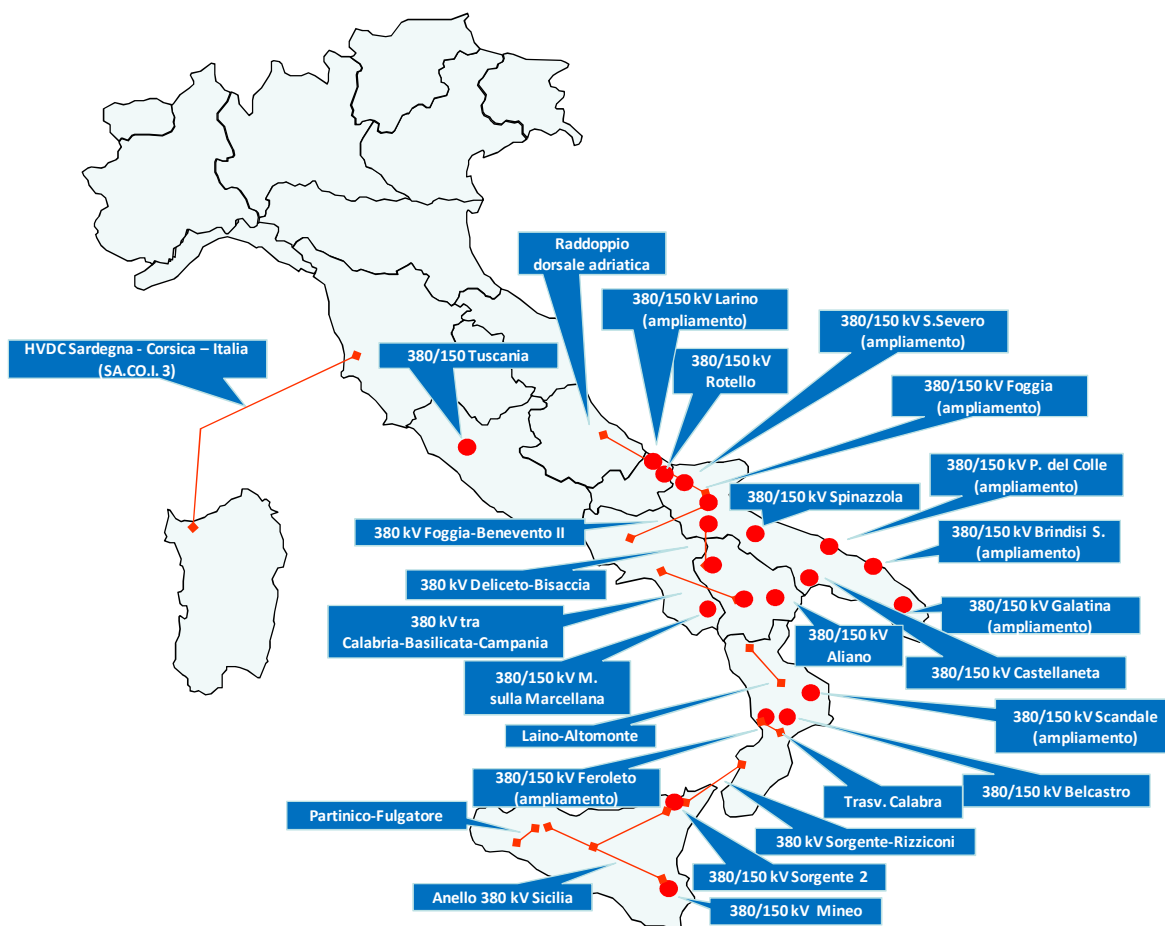 Raddoppio
dorsale adriatica
380/150 kV Larino
(ampliamento)
380/150 kV S.Severo
(ampliamento)
HVDC Sardegna - Corsica – Italia
(SA.CO.I. 3)
380/150 Tuscania
380/150 kV
Rotello
380/150 kV Foggia
(ampliamento)
380/150 kV P. del Colle
(ampliamento)
380/150 kV Spinazzola
380 kV Foggia-Benevento II
380/150 kV Brindisi S.
(ampliamento)
380 kV Deliceto-Bisaccia
380 kV tra
Calabria-Basilicata-Campania
380/150 kV Galatina
(ampliamento)
380/150 kV
Aliano
380/150 kV Castellaneta
380/150 kV M.
sulla Marcellana
380/150 kV Scandale
(ampliamento)
Laino-Altomonte
380/150 kV Feroleto
(ampliamento)
Trasv. Calabra
380/150 kV Belcastro
Partinico-Fulgatore
380 kV Sorgente-Rizziconi
380/150 kV Sorgente 2
Anello 380 kV Sicilia
380/150 kV Mineo